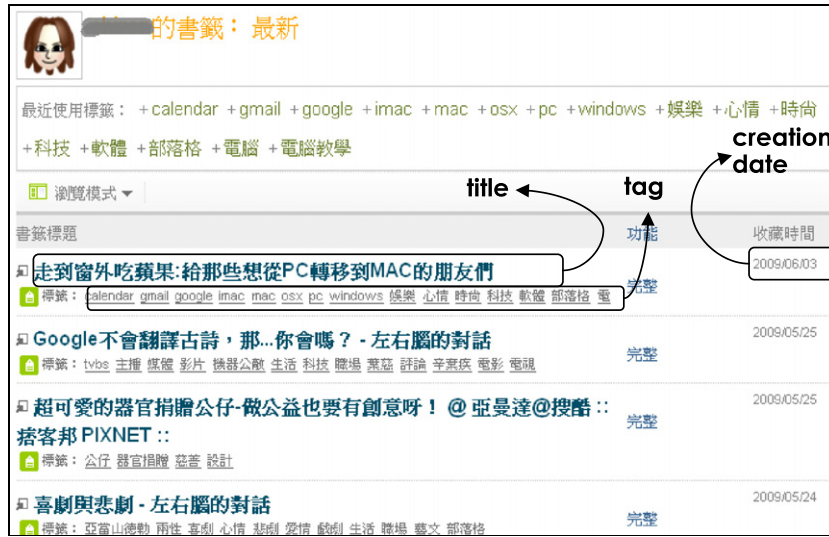 的書籤：最新
最近使用標籤： +calendar +gmail +google +imac +mac +osx +pc +windows +娛樂 +心情 +時尚
+科技 +軟體 +部落格 +電腦 +電腦教學
creation date
瀏覽模式
title
tag
書籤標題 功能 收藏時間
走到窗外吃蘋果:給那些想從PC轉移到MAC的朋友們 完整 2009/06/03
標籤： calendar gmail google imac mac osx pc windows 娛樂 心情 時尚 科技 軟體 部落格 電
Google不會翻譯古詩，那...你會嗎？ - 左右腦的對話 完整 2009/05/25
標籤： tvbs 主播 媒體 影片 機器公敵 生活 科技 職場 葉慈 評論 辛棄疾 電影 電視
超可愛的器官捐贈公仔-做公益也要有創意呀！ @ 亞曼達@搜酷 :: 完整 2009/05/25
痞客邦 PIXNET ::
標籤： 公仔 器官捐贈 慈善 設計
喜劇與悲劇 - 左右腦的對話 完整 2009/05/24
標籤： 亞當山德勒 兩性 喜劇 心情 悲劇 愛情 戲劇 生活 職場 藝文 部落格